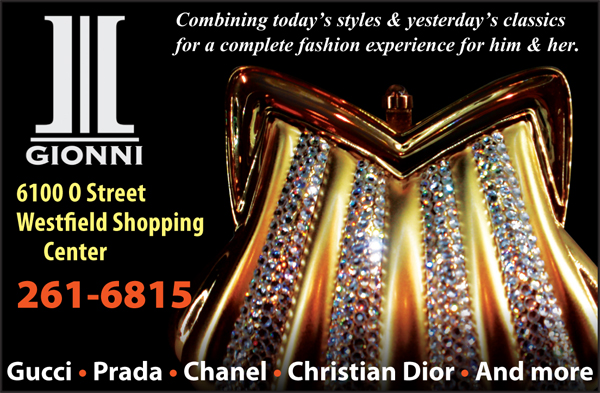 Combining today's styles & yesterday's classics
for a complete fashion experience for him & her.
GIONNI
6100 O Street
Westfield Shopping
Center
261-6815
Gucci • Prada • Chanel • Christian Dior • And more